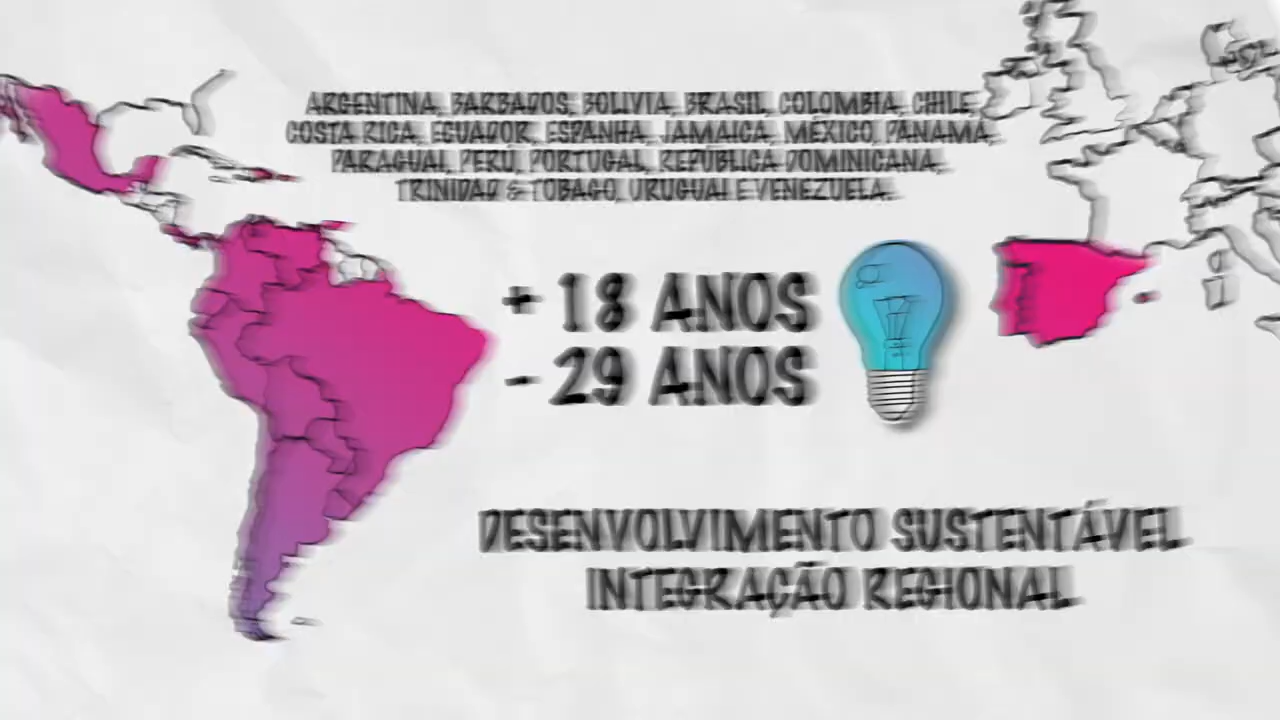 ARGENTINA, BARBADOS, BOLIVIA, BRASIL, COLOMBIA, CHILE,
COSTA RICA, EQUADOR, ESPANHA, JAMAICA, MÉXICO, PANAMÁ,
PARAGUAI, PERÚ, PORTUGAL, REPÚBLICA DOMINICANA,
TRINIDAD & TOBAGO, URUGUAI E VENEZUELA.
+ 18 ANOS
- 29 ANOS
DESENVOLVIMENTO SUSTENTÁVEL
INTEGRAÇÃO REGIONAL